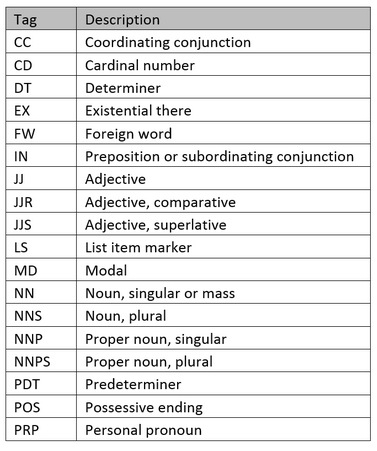 Tag Description
CC Coordinating conjunction
CD Cardinal number
DT Determiner
EX Existential there
FW Foreign word
IN Preposition or subordinating conjunction
JJ Adjective
JJR Adjective, comparative
JJS Adjective, superlative
LS List item marker
MD Modal
NN Noun, singular or mass
NNS Noun, plural
NNP Proper noun, singular
NNPS Proper noun, plural
PDT Predeterminer
POS Possessive ending
PRP Personal pronoun